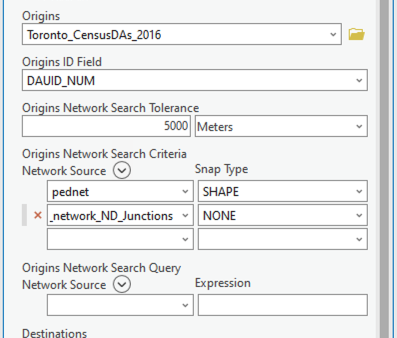 Origins
Toronto_CensusDAs_2016
Origins ID Field
DAUID_NUM
Origins Network Search Tolerance
5000 Meters
Origins Network Search Criteria
Network Source Snap Type
pednet SHAPE
_network_ND_Junctions NONE
Origins Network Search Query
Network Source Expression
Destinations